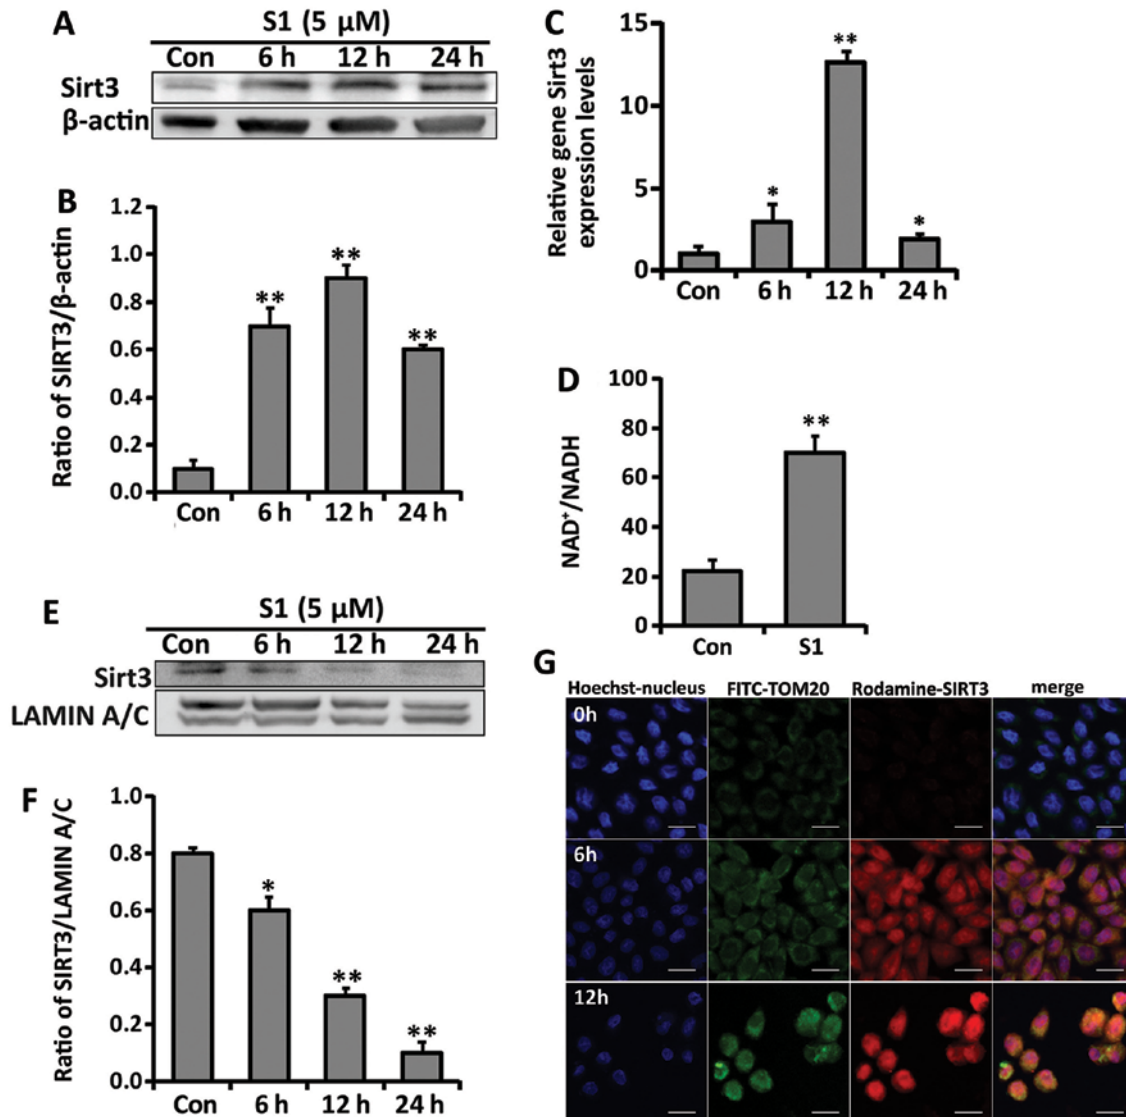 A
S1 (5 µM)
Con 6 h 12 h 24 h
Sirt3
β-actin
B
Ratio of SIRT3/β-actin
1.2
1.0
0.8
0.6
0.4
0.2
0.0
**
**
**
Con 6 h 12 h 24 h
C
Relative gene Sirt3
expression levels
15
10
5
0
*
**
*
Con 6 h 12 h 24 h
D
NAD⁺/NADH
100
80
60
40
20
0
**
Con S1
E
S1 (5 µM)
Con 6 h 12 h 24 h
Sirt3
LAMIN A/C
F
Ratio of SIRT3/LAMIN A/C
1.0
0.8
0.6
0.4
0.2
0.0
*
**
**
Con 6 h 12 h 24 h
G
Hoechst-nucleus FITC-TOM20 Rodamine-SIRT3 merge
0h
6h
12h